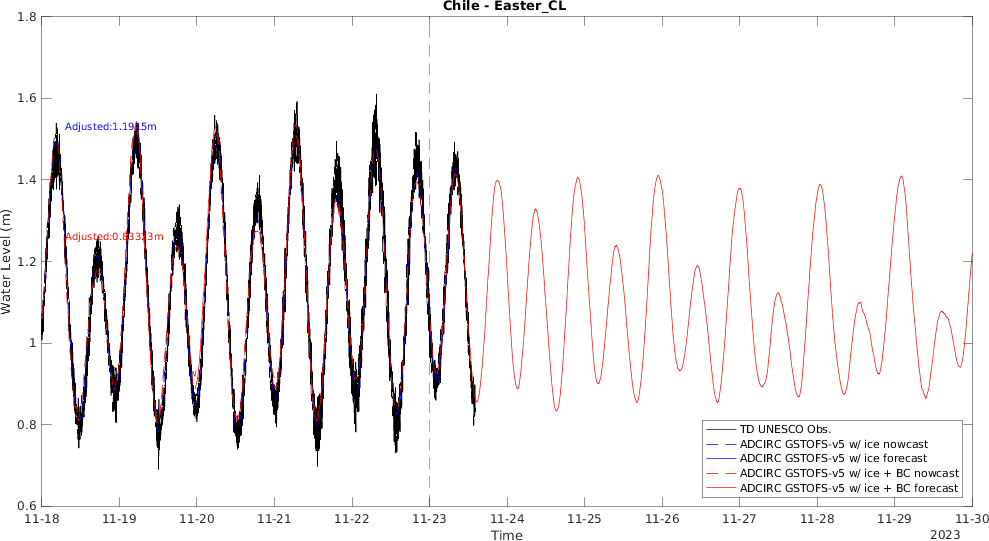 Chile - Easter_CL
Water Level (m)
1.8
1.6
1.4
1.2
1
0.8
0.6
Adjusted:1.1915m
Adjusted:0.83323m
TD UNESCO Obs.
ADCIRC GSTOFS-v5 w/ ice nowcast
ADCIRC GSTOFS-v5 w/ ice forecast
ADCIRC GSTOFS-v5 w/ ice + BC nowcast
ADCIRC GSTOFS-v5 w/ ice + BC forecast
11-18 11-19 11-20 11-21 11-22 11-23 11-24 11-25 11-26 11-27 11-28 11-29 11-30
Time
2023